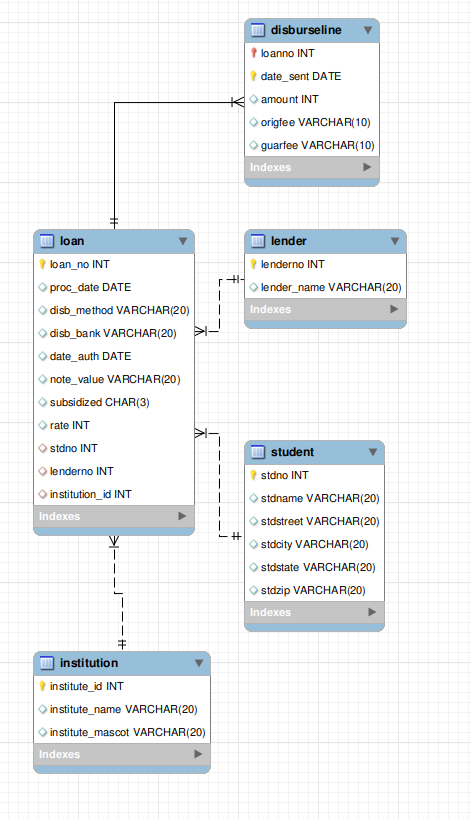 disburseline
loanno INT
date_sent DATE
amount INT
origfee VARCHAR(10)
guarfee VARCHAR(10)
Indexes
loan
loan_no INT
proc_date DATE
disb_method VARCHAR(20)
disb_bank VARCHAR(20)
date_auth DATE
note_value VARCHAR(20)
subsidized CHAR(3)
rate INT
stdno INT
lenderno INT
institution_id INT
Indexes
lender
lenderno INT
lender_name VARCHAR(20)
Indexes
student
stdno INT
stdname VARCHAR(20)
stdstreet VARCHAR(20)
stdcity VARCHAR(20)
stdstate VARCHAR(20)
stdzip VARCHAR(20)
Indexes
institution
institute_id INT
institute_name VARCHAR(20)
institute_mascot VARCHAR(20)
Indexes